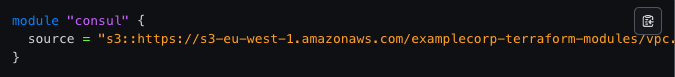 module "consul" {
  source = "s3::https://s3-eu-west-1.amazonaws.com/examplecorp-terraform-modules/vpc.
}